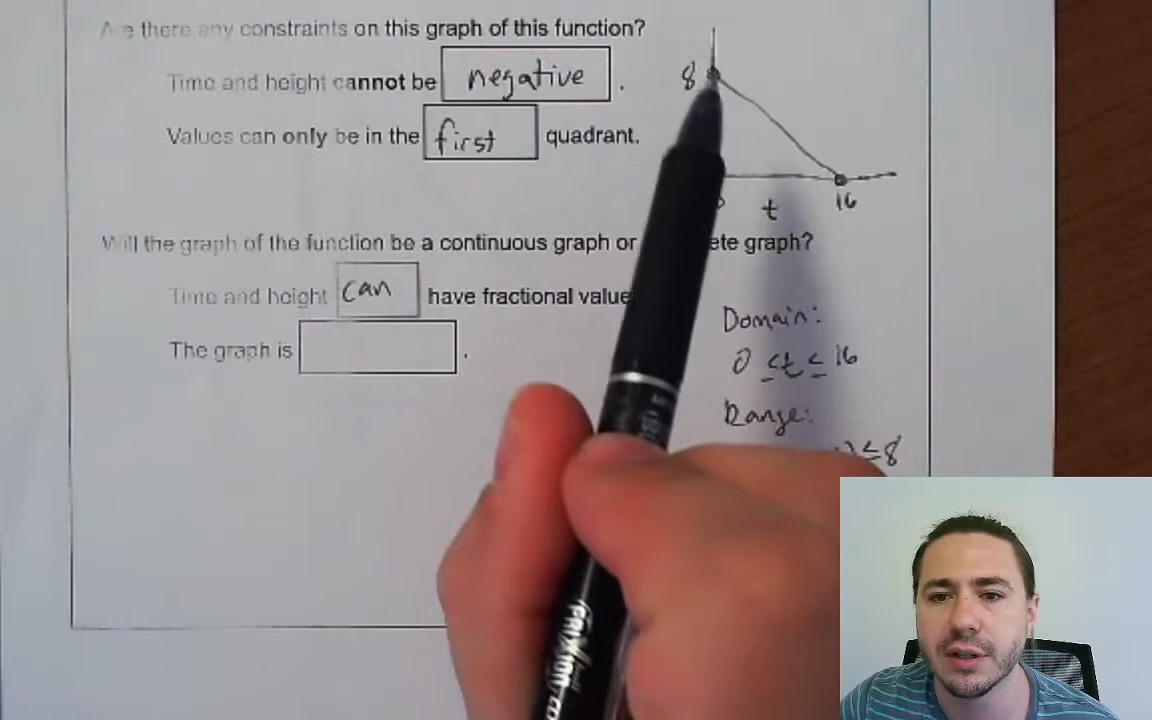 Are there any constraints on this graph of this function?
Time and height cannot be negative .
Values can only be in the first quadrant.
8
t
16
Will the graph of the function be a continuous graph or ete graph?
Time and height can have fractional value
The graph is .
Domain:
0 ≤ t ≤ 16
Range:
) ≤ 8